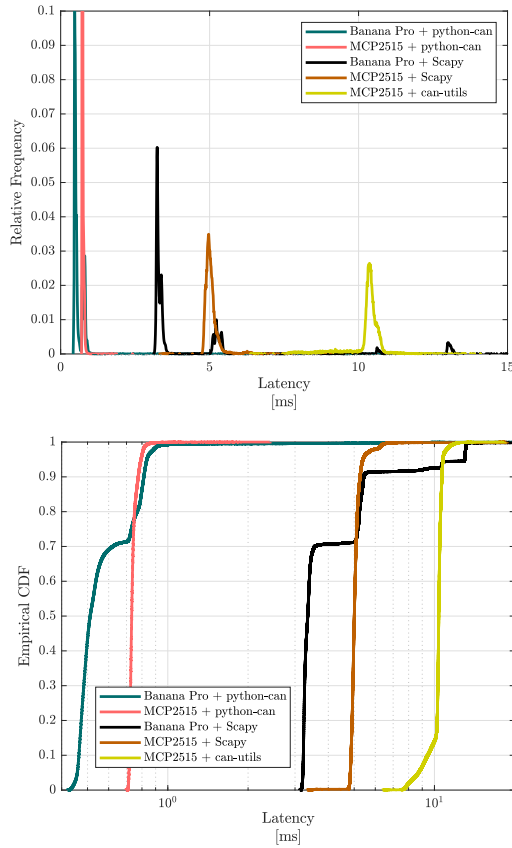 0.1
0.09
0.08
0.07
0.06
0.05
0.04
0.03
0.02
0.01
0
Relative Frequency
Banana Pro + python-can
MCP2515 + python-can
Banana Pro + Scapy
MCP2515 + Scapy
MCP2515 + can-utils
0 5 10 15
Latency
[ms]
1
0.9
0.8
0.7
0.6
0.5
0.4
0.3
0.2
0.1
0
Empirical CDF
Banana Pro + python-can
MCP2515 + python-can
Banana Pro + Scapy
MCP2515 + Scapy
MCP2515 + can-utils
10⁰ 10¹
Latency
[ms]